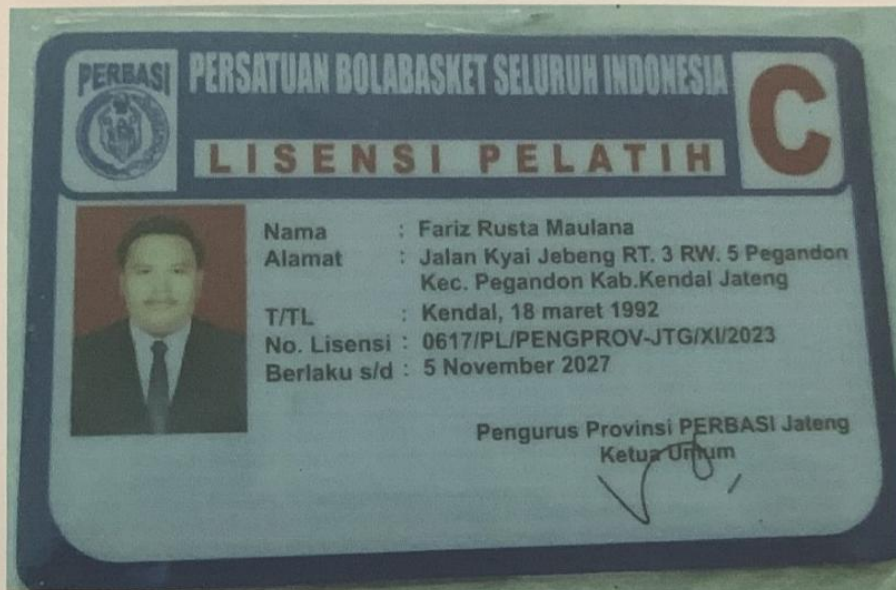 PERBASI
PERSATUAN BOLABASKET SELURUH INDONESIA
C
LISENSI PELATIH
Nama : Fariz Rusta Maulana
Alamat : Jalan Kyai Jebeng RT. 3 RW. 5 Pegandon
Kec. Pegandon Kab.Kendal Jateng
T/TL : Kendal, 18 maret 1992
No. Lisensi : 0617/PL/PENGPROV-JTG/XI/2023
Berlaku s/d : 5 November 2027
Pengurus Provinsi PERBASI Jateng
Ketua Umum